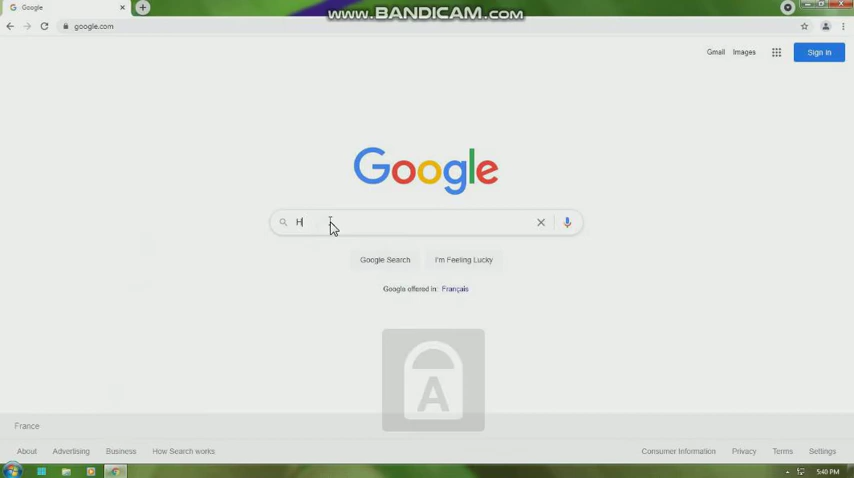 Google
www.BANDICAM.com
google.com
Gmail Images Sign in
Google
H
Google Search I'm Feeling Lucky
Google offered in: Français
A
France
About Advertising Business How Search works Consumer Information Privacy Terms Settings
5:40 PM